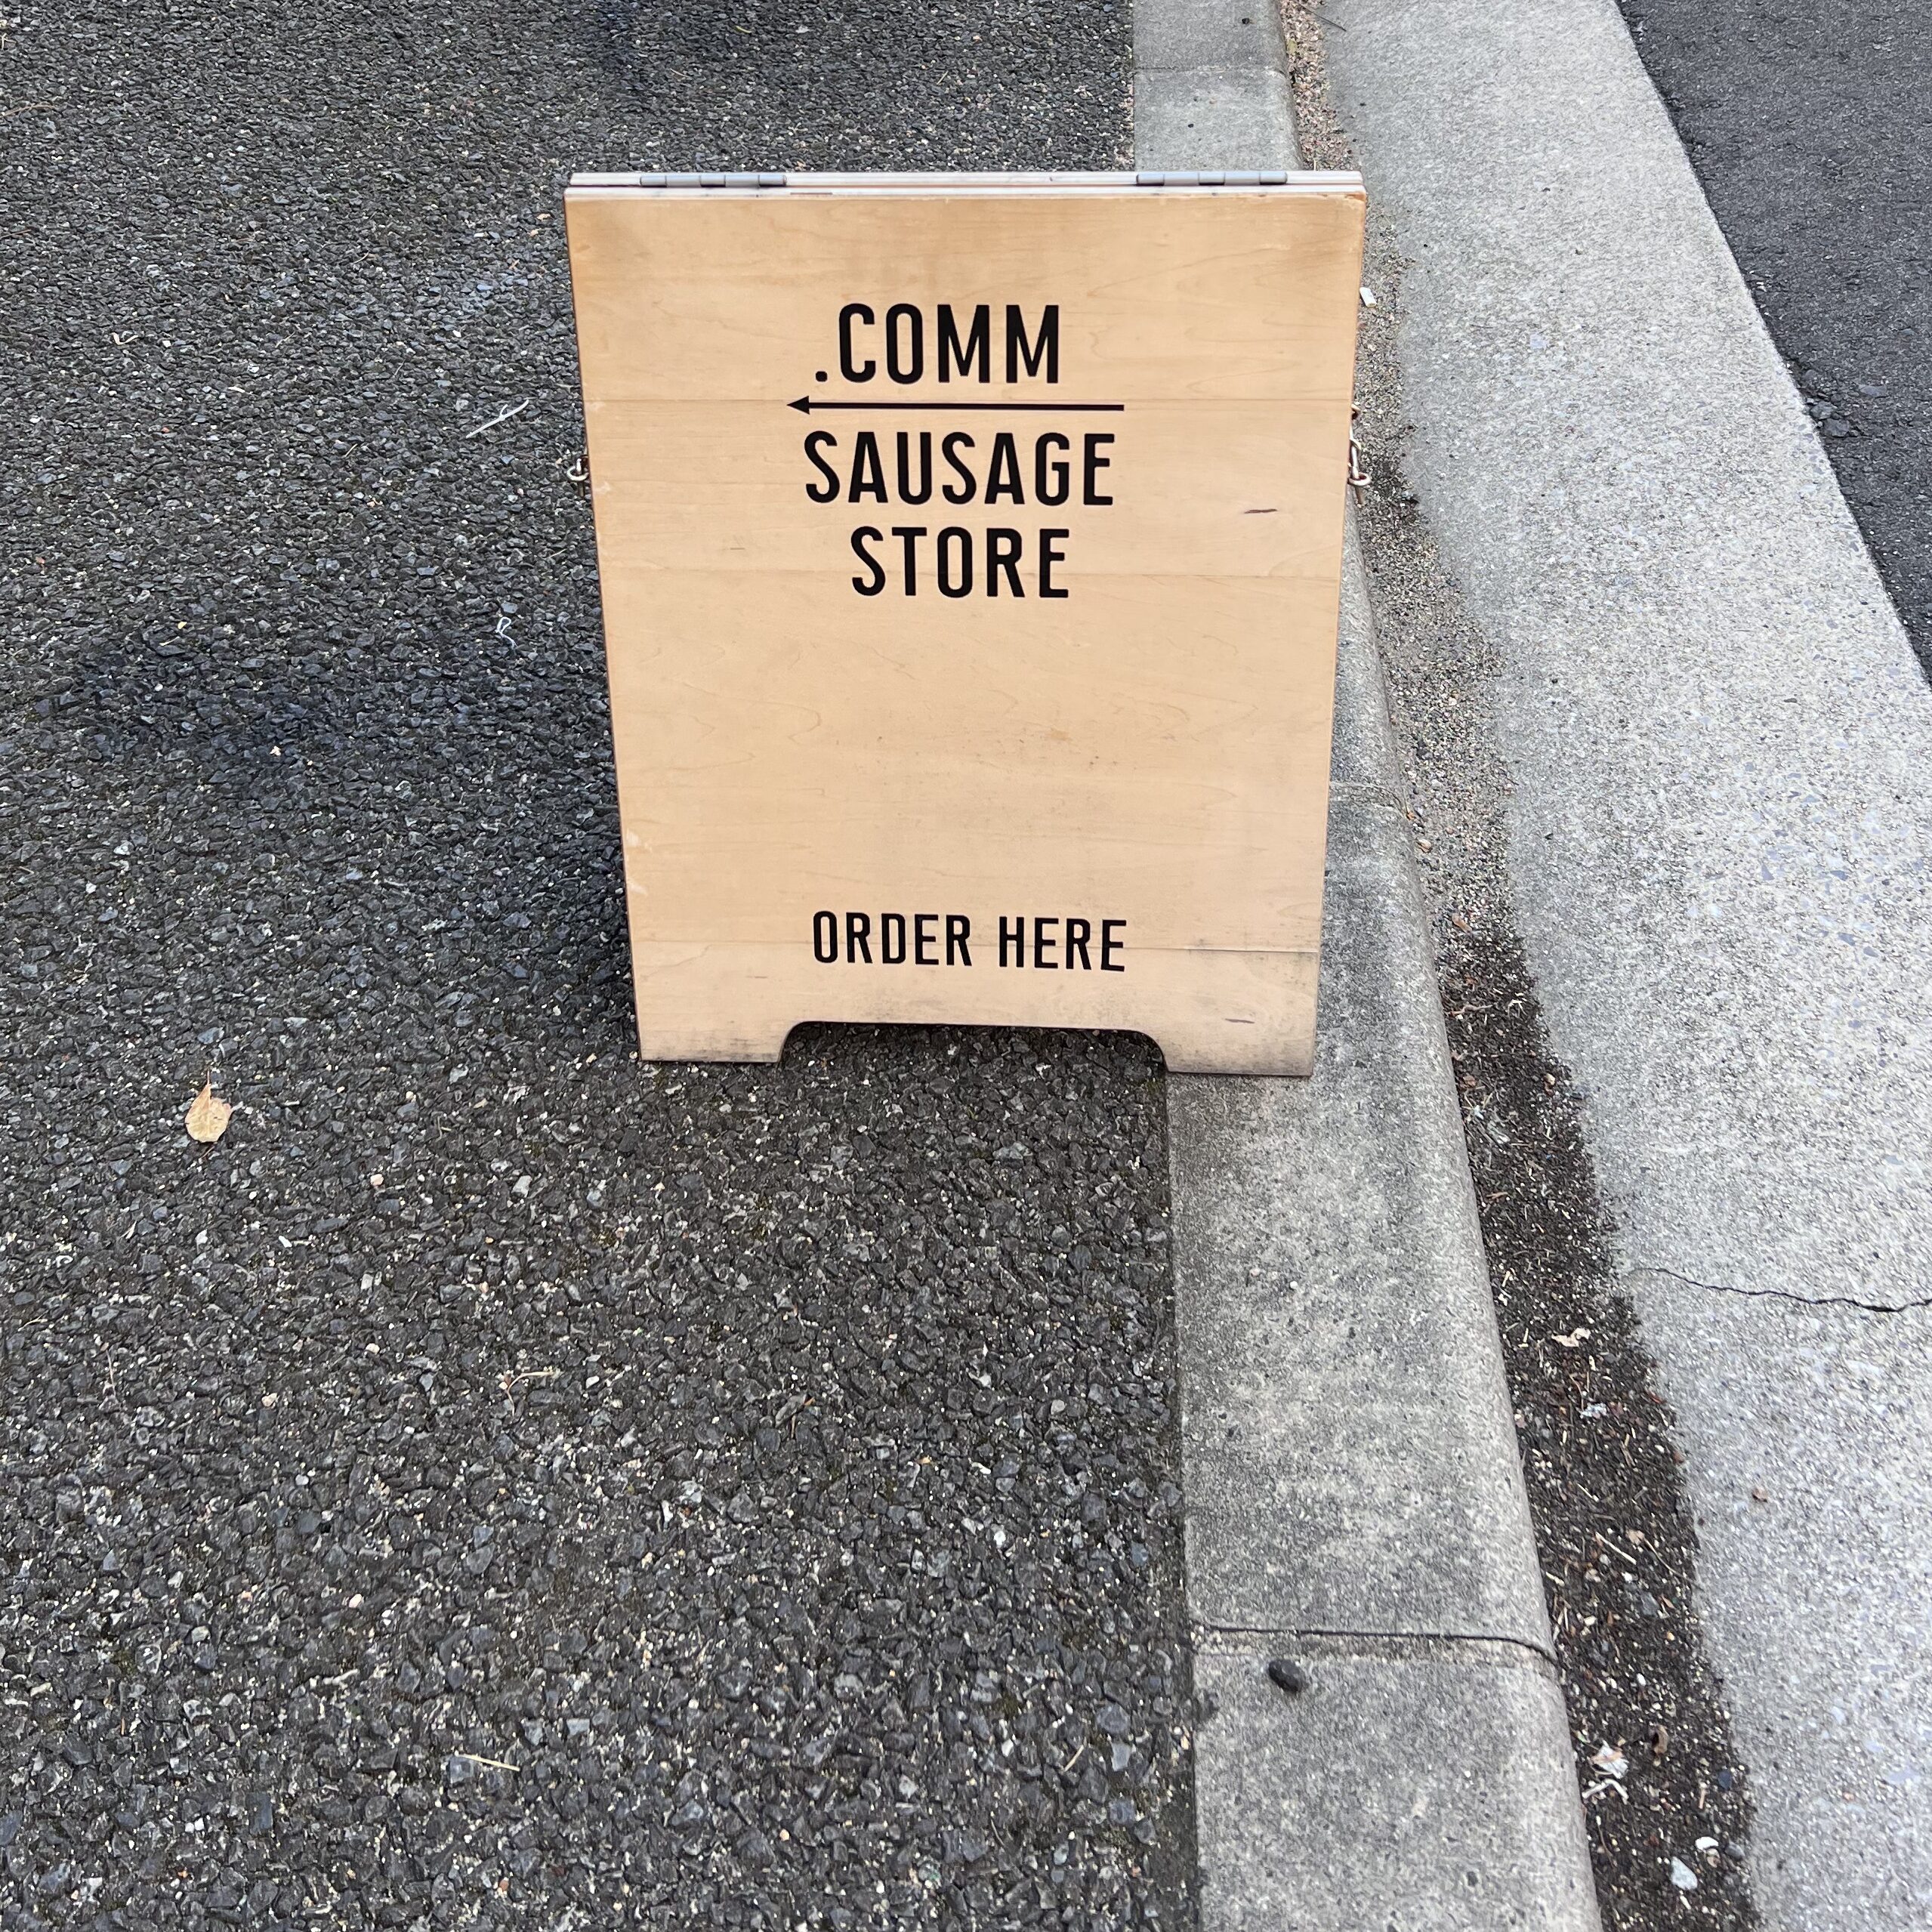 .COMM
SAUSAGE
STORE
ORDER HERE